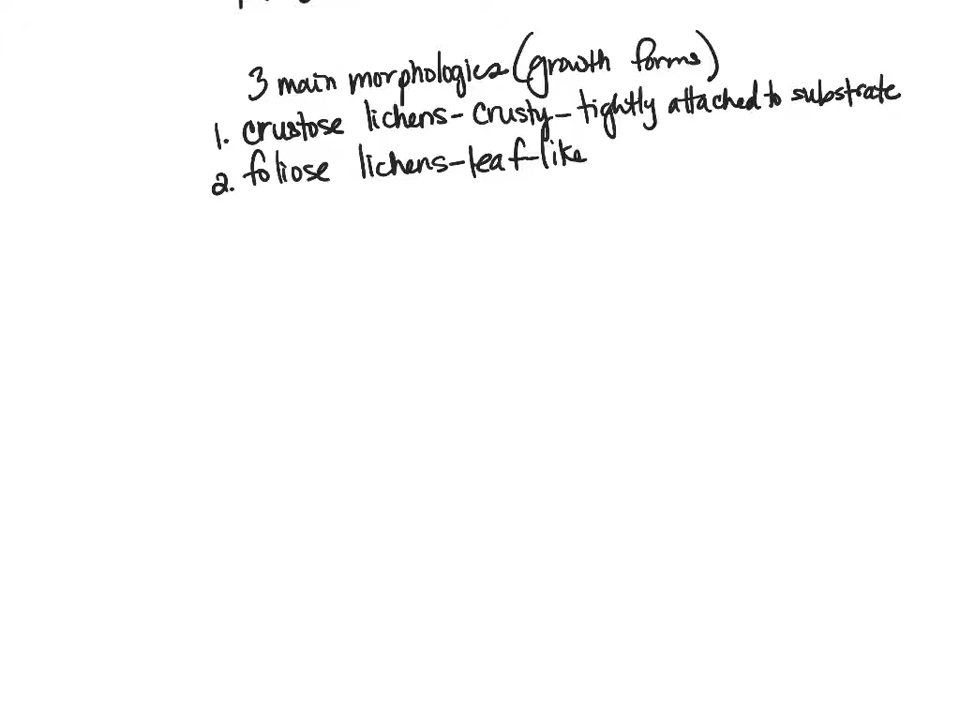 3 main morphologies (growth forms)
1. crustose lichens - crusty - tightly attached to substrate
2. foliose lichens - leaf-like